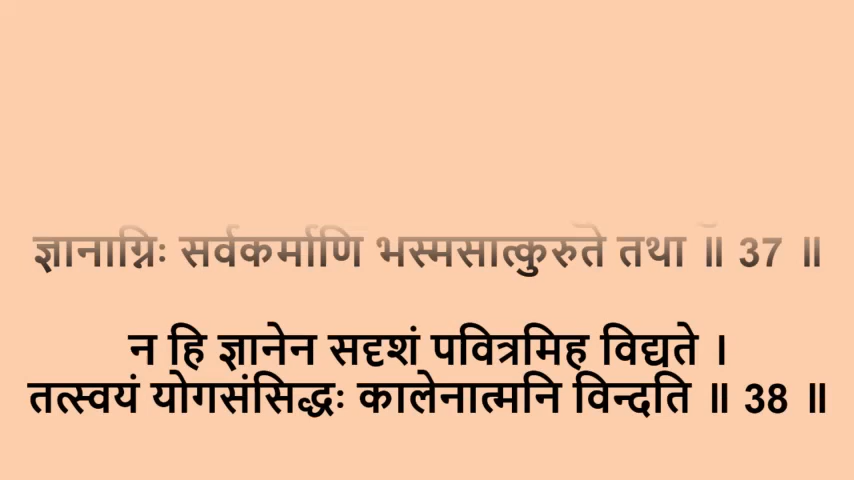 ज्ञानाग्निः सर्वकर्माणि भस्मसात्कुरुते तथा ॥ 37 ॥
न हि ज्ञानेन सदृशं पवित्रमिह विद्यते ।
तत्स्वयं योगसंसिद्धः कालेनात्मनि विन्दति ॥ 38 ॥